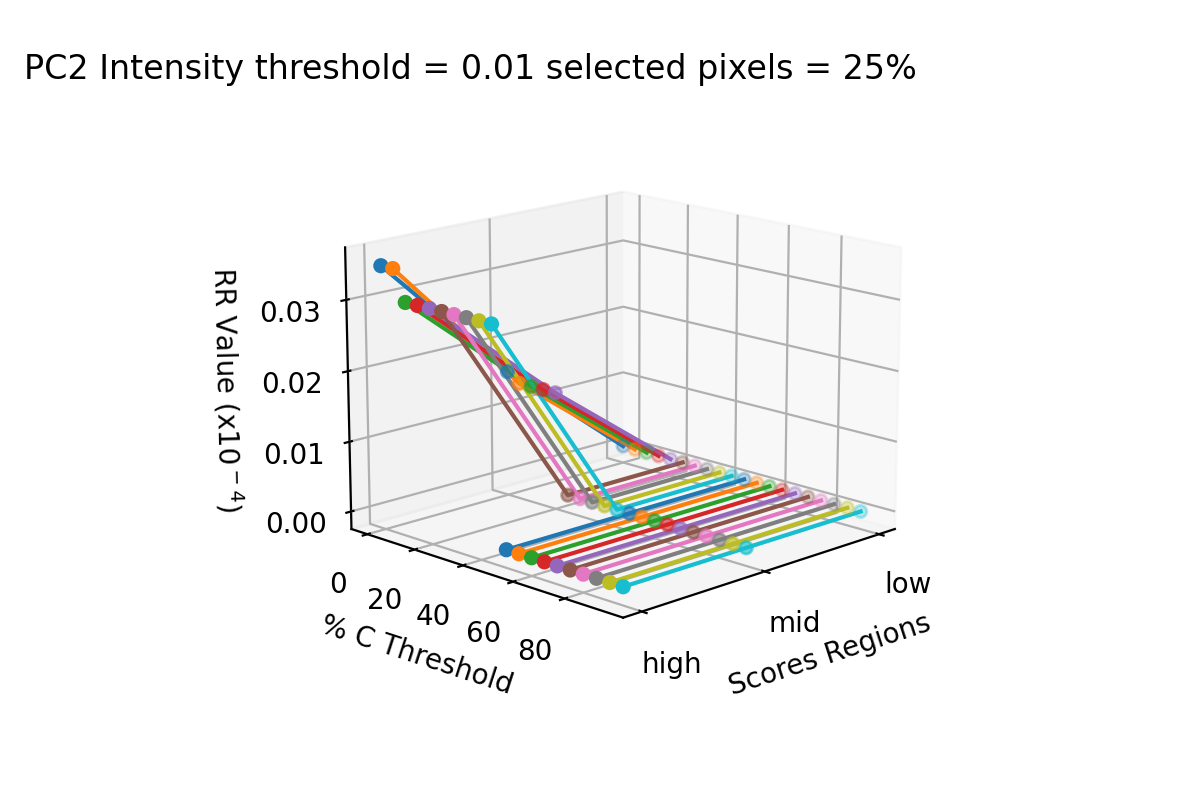 PC2 Intensity threshold = 0.01 selected pixels = 25%
RR Value (x10⁻⁴)
0.03
0.02
0.01
0.00
0
20
40
60
80
% C Threshold
low
mid
high
Scores Regions